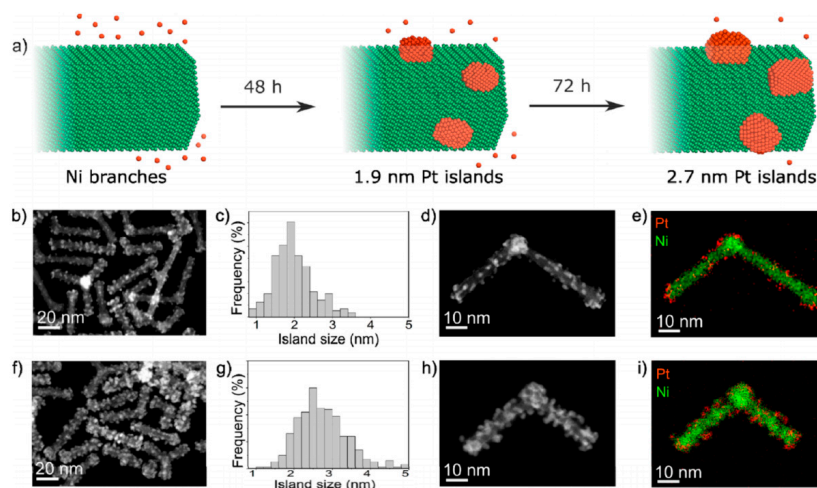 a)
48 h
72 h
Ni branches
1.9 nm Pt islands
2.7 nm Pt islands
b)
20 nm
c)
Frequency (%)
1 2 3 4 5
Island size (nm)
d)
10 nm
e)
Pt
Ni
10 nm
f)
20 nm
g)
Frequency (%)
1 2 3 4 5
Island size (nm)
h)
10 nm
i)
Pt
Ni
10 nm